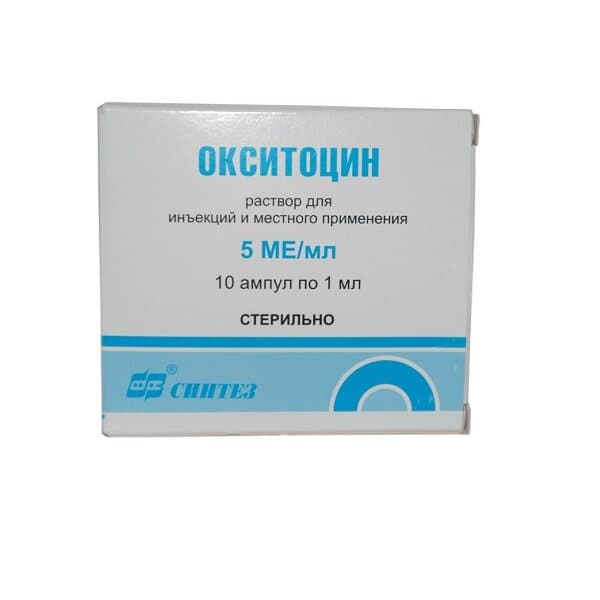 ОКСИТОЦИН
раствор для
инъекций и местного применения
5 МЕ/мл
10 ампул по 1 мл
СТЕРИЛЬНО
® СИНТЕЗ